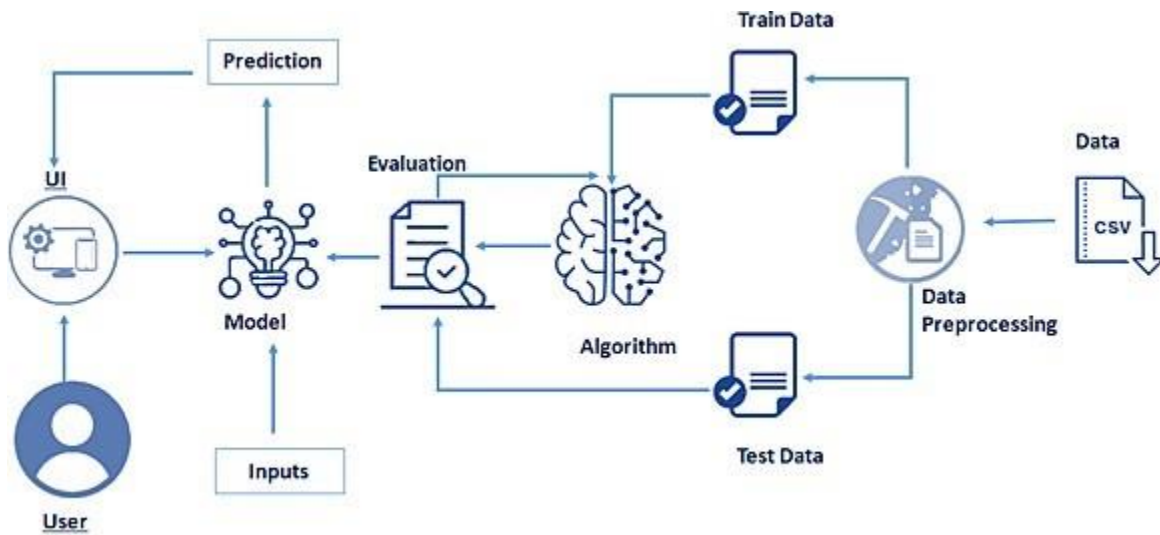 Train Data
Prediction
Data
Evaluation
UI
CSV
Data
Preprocessing
Model
Algorithm
Test Data
Inputs
User